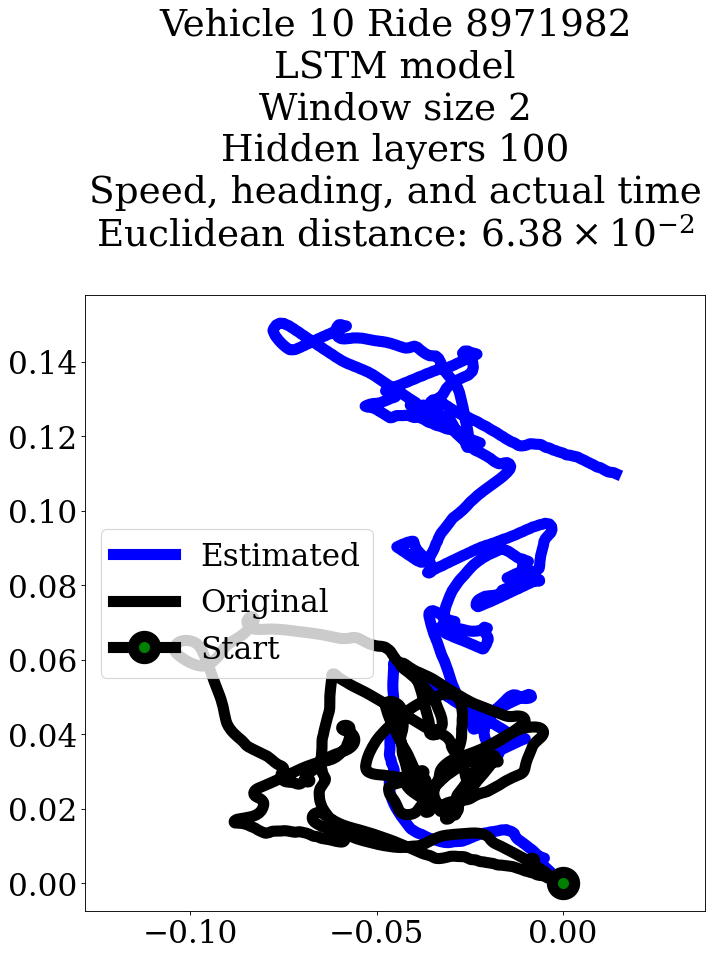 Vehicle 10 Ride 8971982
LSTM model
Window size 2
Hidden layers 100
Speed, heading, and actual time
Euclidean distance: 6.38 × 10⁻²
0.14
0.12
0.10
0.08
0.06
0.04
0.02
0.00
Estimated
Original
Start
−0.10 −0.05 0.00